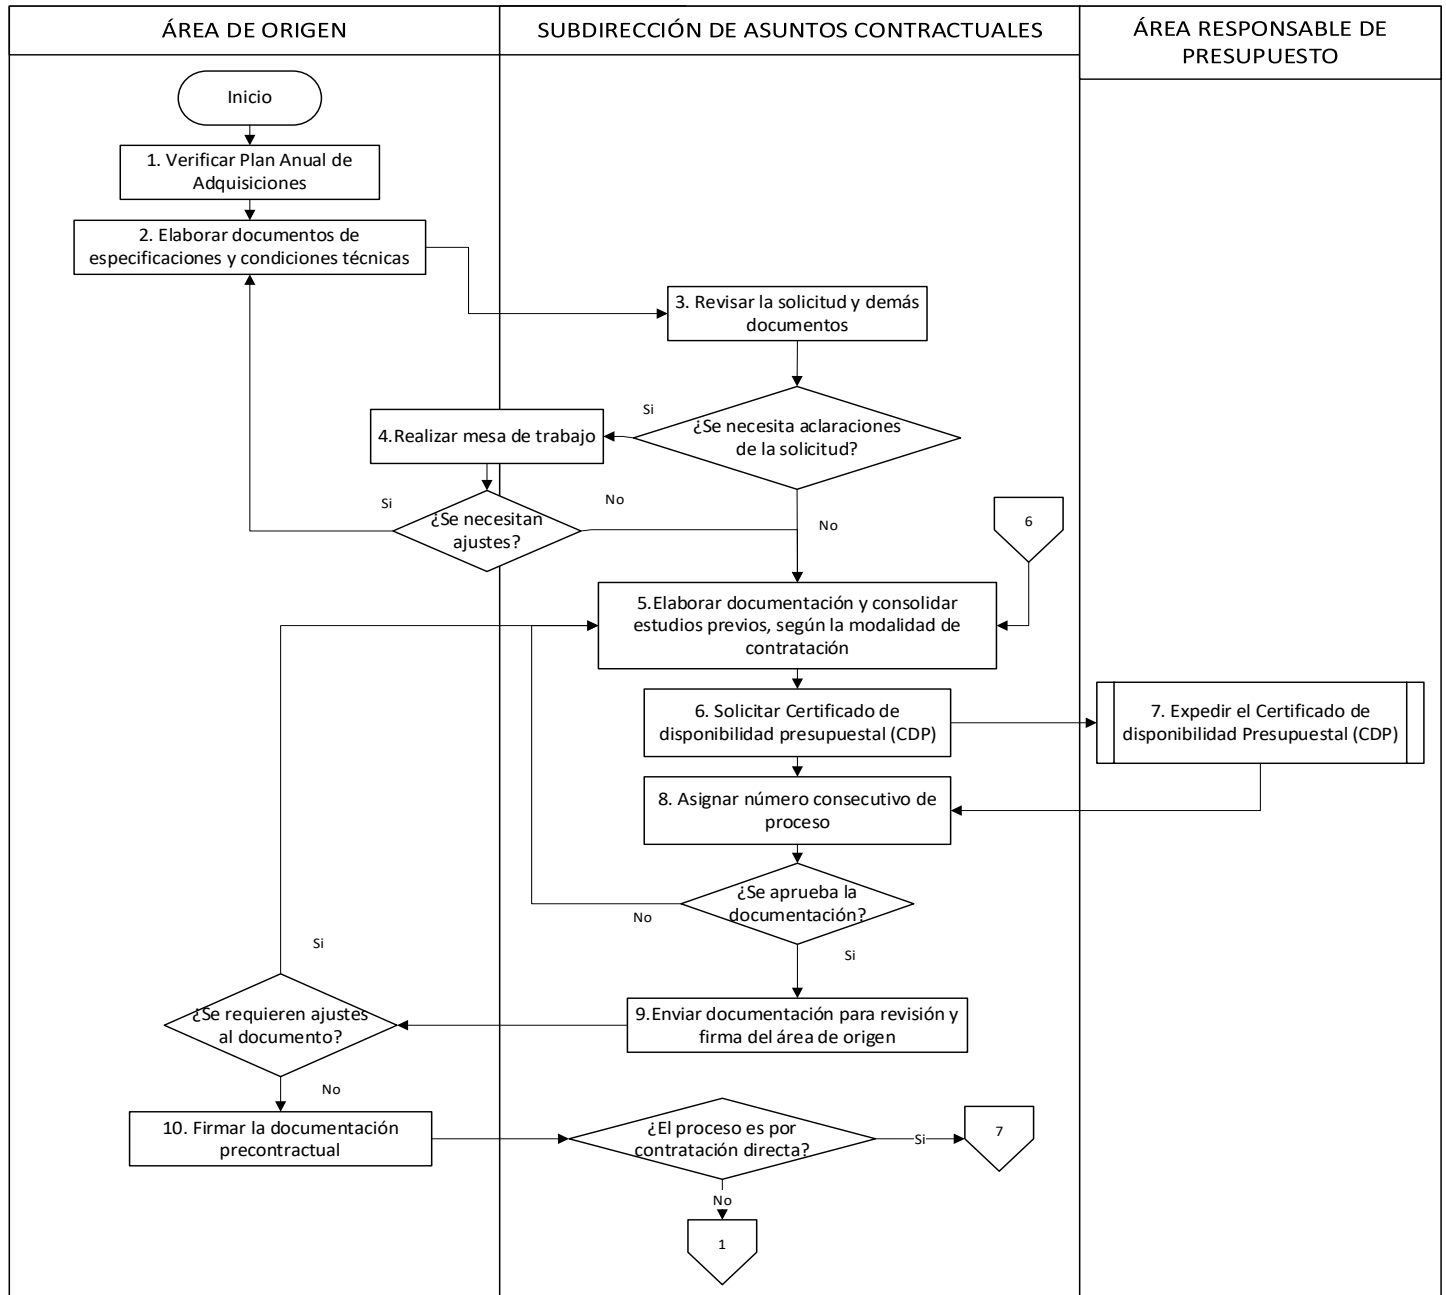 ÁREA DE ORIGEN
SUBDIRECCIÓN DE ASUNTOS CONTRACTUALES
ÁREA RESPONSABLE DE
PRESUPUESTO
Inicio
1. Verificar Plan Anual de
Adquisiciones
2. Elaborar documentos de
especificaciones y condiciones técnicas
3. Revisar la solicitud y demás
documentos
¿Se necesita aclaraciones
de la solicitud?
Si
4.Realizar mesa de trabajo
¿Se necesitan
ajustes?
Si
No
No
6
5.Elaborar documentación y consolidar
estudios previos, según la modalidad de
contratación
6. Solicitar Certificado de
disponibilidad presupuestal (CDP)
7. Expedir el Certificado de
disponibilidad Presupuestal (CDP)
8. Asignar número consecutivo de
proceso
¿Se aprueba la
documentación?
No
Si
9.Enviar documentación para revisión y
firma del área de origen
Si
¿Se requieren ajustes
al documento?
No
10. Firmar la documentación
precontractual
¿El proceso es por
contratación directa?
Si
7
No
1